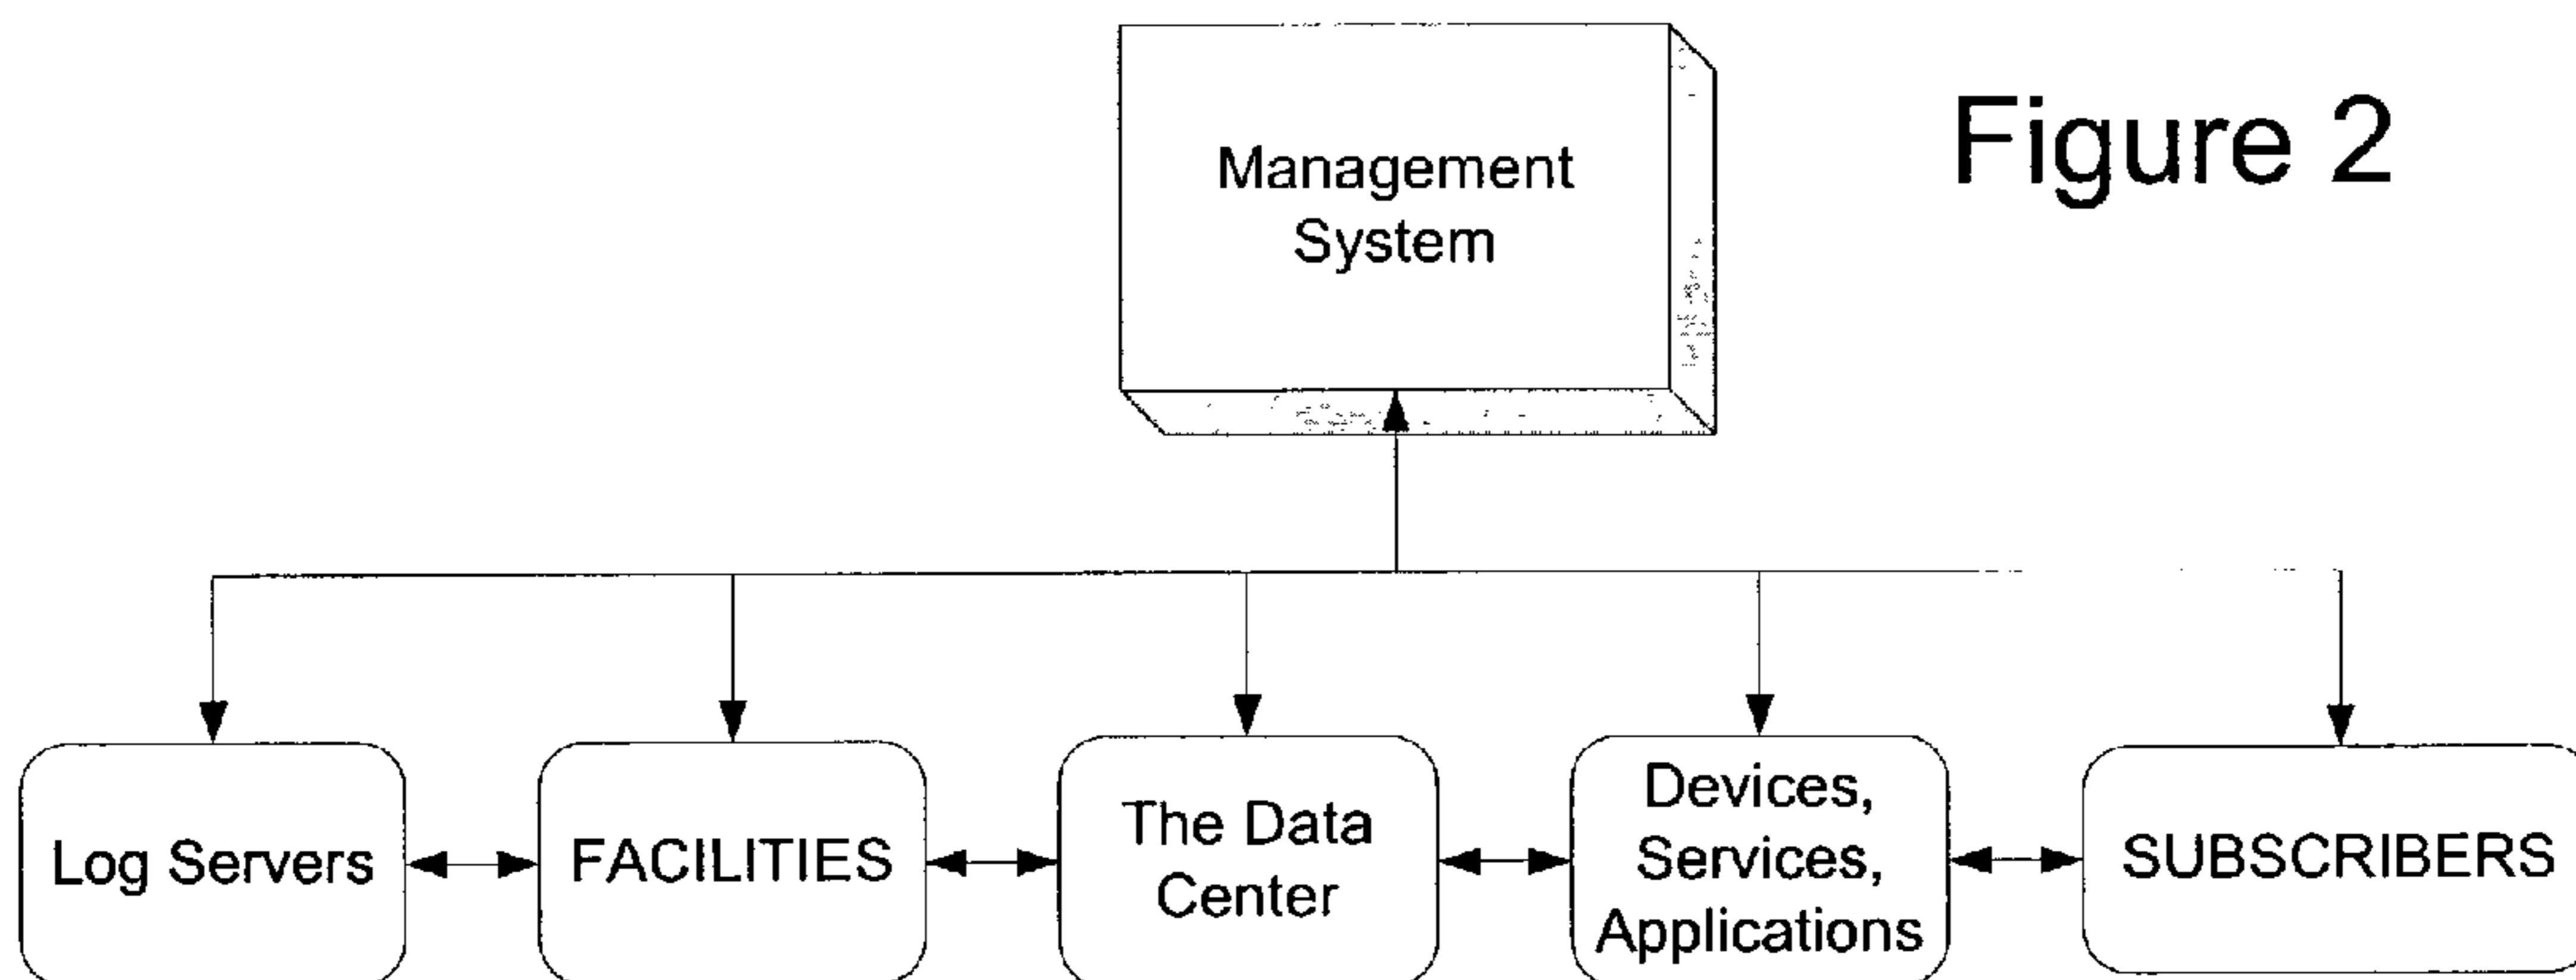 Figure 2
Management
System
Log Servers
FACILITIES
The Data
Center
Devices,
Services,
Applications
SUBSCRIBERS